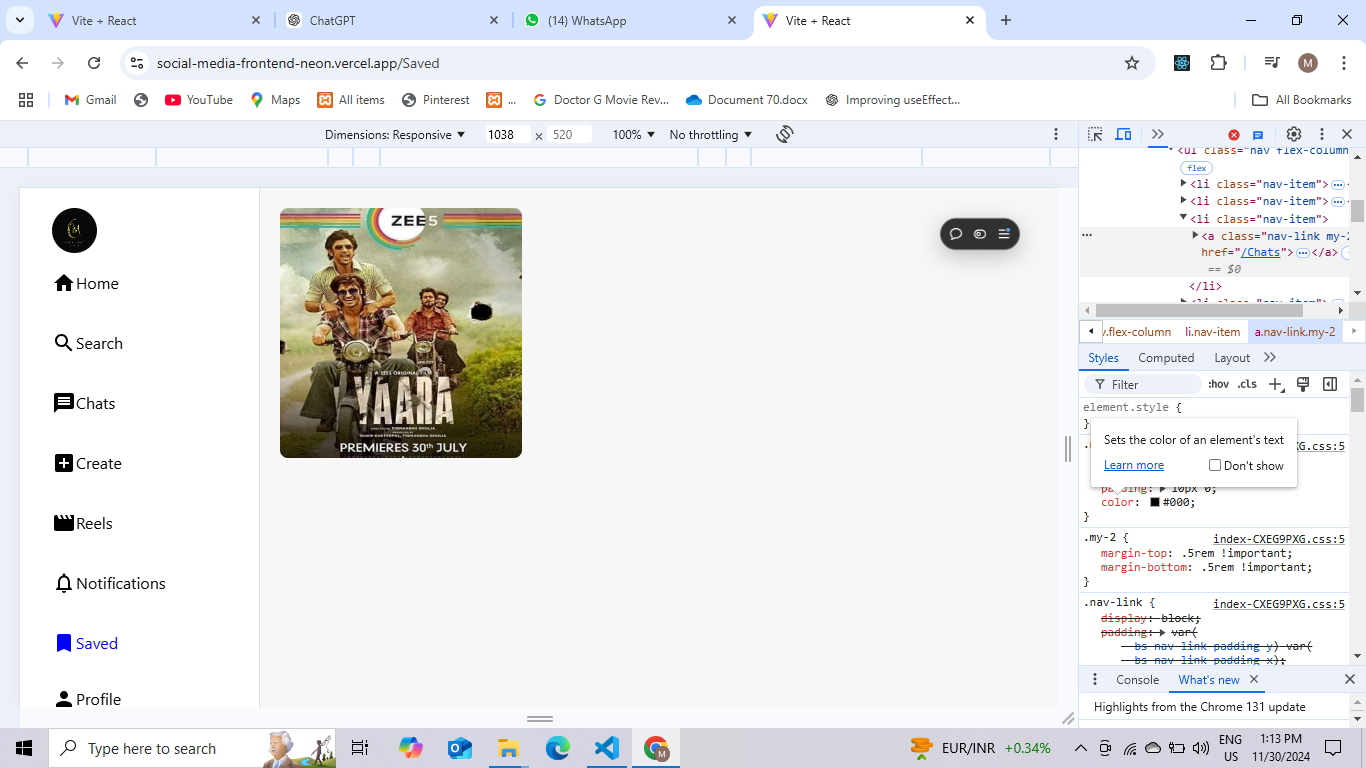 Vite + React
ChatGPT
(14) WhatsApp
Vite + React
social-media-frontend-neon.vercel.app/Saved
M
Gmail
YouTube
Maps
All items
Pinterest
...
Doctor G Movie Rev...
Document 70.docx
Improving useEffect...
All Bookmarks
Dimensions: Responsive
1038 × 520
100%
No throttling
Home
Search
Chats
Create
Reels
Notifications
Saved
Profile
ZEE5
A ZEE5 ORIGINAL FILM
YAARA
DIRECTED BY TIGMANSHU DHULIA
PREMIERES 30th JULY
<ul class="nav flex-column
flex
<li class="nav-item">
<li class="nav-item">
<li class="nav-item">
<a class="nav-link my-2
href="/Chats"> </a>
== $0
</li>
.flex-column li.nav-item a.nav-link.my-2
Styles
Computed
Layout
Filter
:hov .cls
element.style {
}
Sets the color of an element's text
Learn more
Don't show
XG.css:5
padding: 10px 0;
color: #000;
}
.my-2 { index-CXEG9PXG.css:5
margin-top: .5rem !important;
margin-bottom: .5rem !important;
}
.nav-link { index-CXEG9PXG.css:5
display: block;
padding: var(
--bs-nav-link-padding-y) var(
--bs-nav-link-padding-x);
Console
What's new
Highlights from the Chrome 131 update
Type here to search
M
EUR/INR +0.34%
ENG
US
1:13 PM
11/30/2024